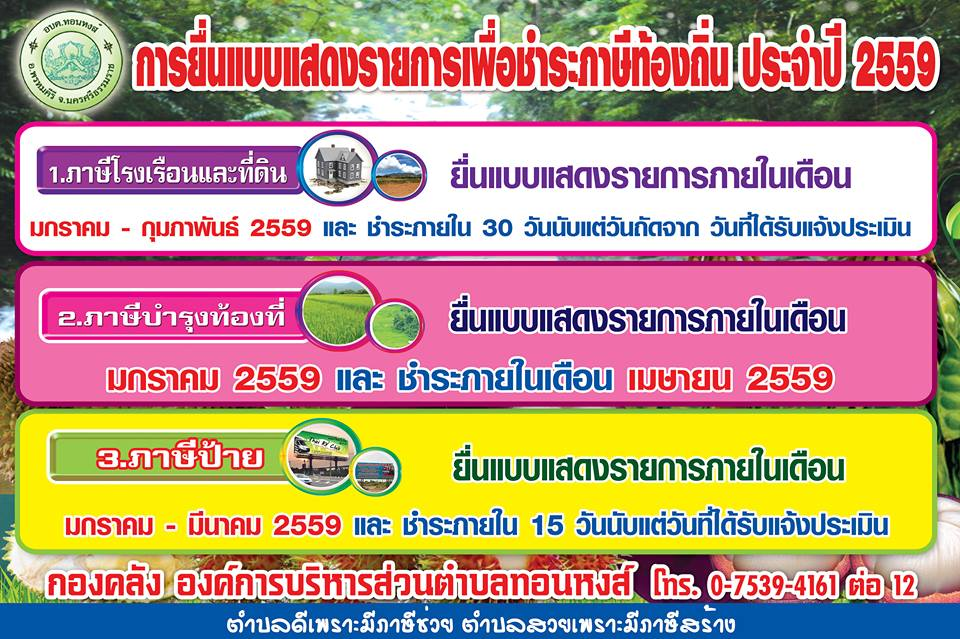 อบต.ทอนหงส์
อ.พรหมคีรี จ.นครศรีธรรมราช
การยื่นแบบแสดงรายการเพื่อชำระภาษีท้องถิ่น ประจำปี 2559
1.ภาษีโรงเรือนและที่ดิน
ยื่นแบบแสดงรายการภายในเดือน
มกราคม - กุมภาพันธ์ 2559 และ ชำระภายใน 30 วันนับแต่วันถัดจาก วันที่ได้รับแจ้งประเมิน
2.ภาษีบำรุงท้องที่
ยื่นแบบแสดงรายการภายในเดือน
มกราคม 2559 และ ชำระภายในเดือน เมษายน 2559
3.ภาษีป้าย
ยื่นแบบแสดงรายการภายในเดือน
มกราคม - มีนาคม 2559 และ ชำระภายใน 15 วันนับแต่วันที่ได้รับแจ้งประเมิน
กองคลัง องค์การบริหารส่วนตำบลทอนหงส์ โทร. 0-7539-4161 ต่อ 12
ตำบลดีเพราะมีภาษีช่วย ตำบลสวยเพราะมีภาษีสร้าง